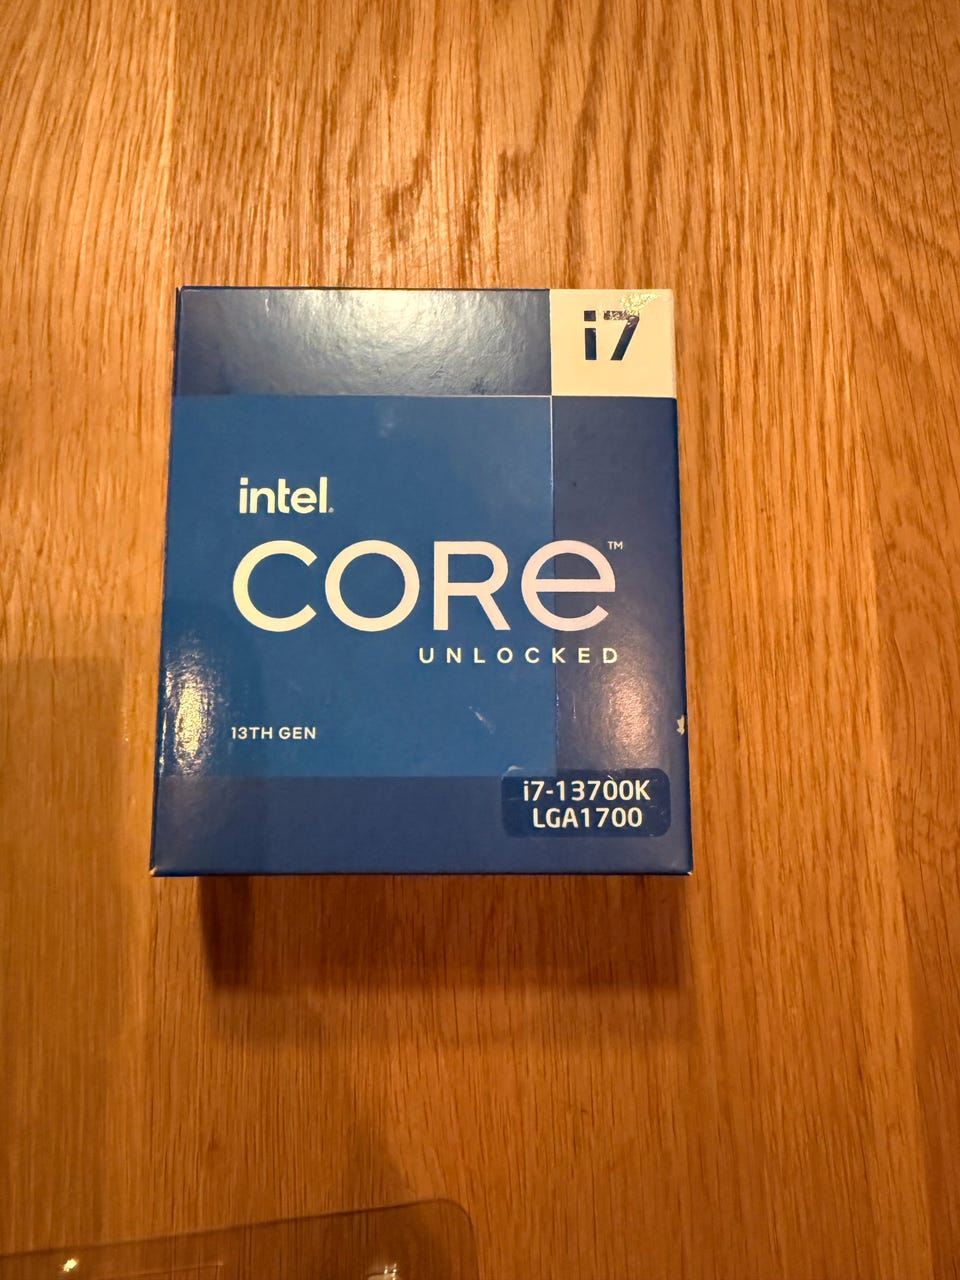 i7
intel.
CORe™
UNLOCKED
13TH GEN
i7-13700K
LGA1700